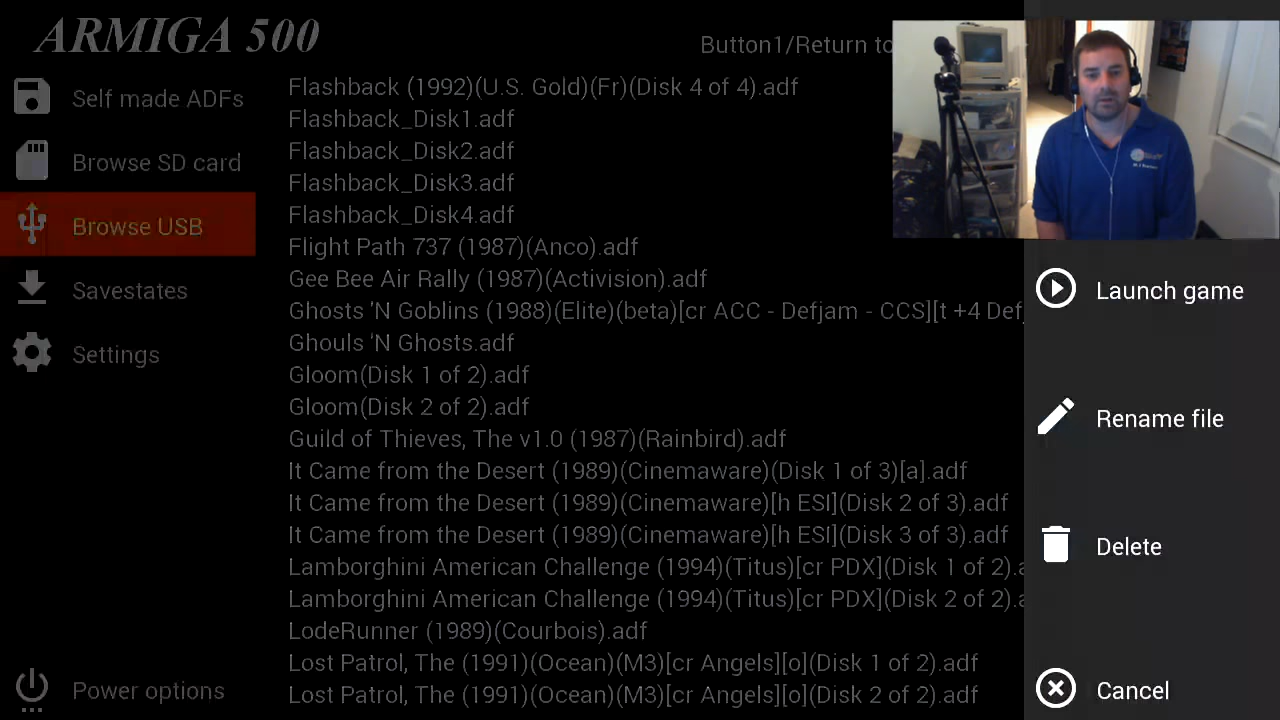 ARMIGA 500
Button1/Return to
Self made ADFs
Browse SD card
Browse USB
Savestates
Settings
Power options
Flashback (1992)(U.S. Gold)(Fr)(Disk 4 of 4).adf
Flashback_Disk1.adf
Flashback_Disk2.adf
Flashback_Disk3.adf
Flashback_Disk4.adf
Flight Path 737 (1987)(Anco).adf
Gee Bee Air Rally (1987)(Activision).adf
Ghosts 'N Goblins (1988)(Elite)(beta)[cr ACC - Defjam - CCS][t +4 Def
Ghouls 'N Ghosts.adf
Gloom(Disk 1 of 2).adf
Gloom(Disk 2 of 2).adf
Guild of Thieves, The v1.0 (1987)(Rainbird).adf
It Came from the Desert (1989)(Cinemaware)(Disk 1 of 3)[a].adf
It Came from the Desert (1989)(Cinemaware)[h ESI](Disk 2 of 3).adf
It Came from the Desert (1989)(Cinemaware)[h ESI](Disk 3 of 3).adf
Lamborghini American Challenge (1994)(Titus)[cr PDX](Disk 1 of 2).a
Lamborghini American Challenge (1994)(Titus)[cr PDX](Disk 2 of 2).a
LodeRunner (1989)(Courbois).adf
Lost Patrol, The (1991)(Ocean)(M3)[cr Angels][o](Disk 1 of 2).adf
Lost Patrol, The (1991)(Ocean)(M3)[cr Angels][o](Disk 2 of 2).adf
Launch game
Rename file
Delete
Cancel